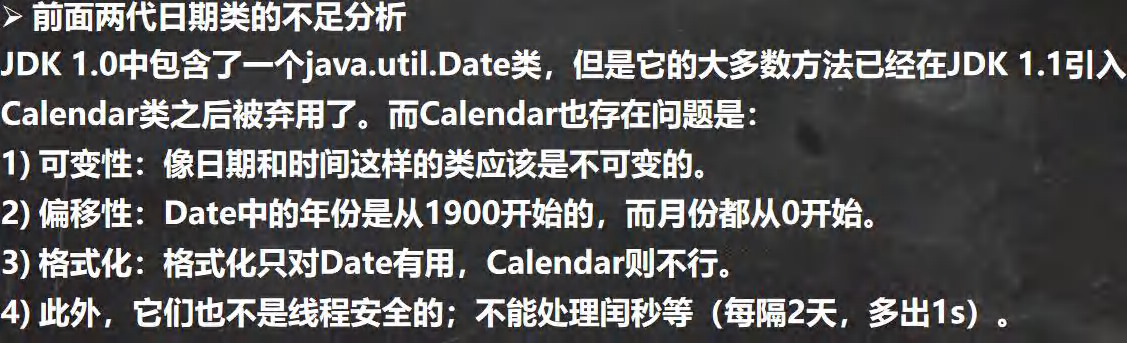 ➢ 前面两代日期类的不足分析
JDK 1.0中包含了一个java.util.Date类，但是它的大多数方法已经在JDK 1.1引入
Calendar类之后被弃用了。而Calendar也存在问题是：
1) 可变性：像日期和时间这样的类应该是不可变的。
2) 偏移性：Date中的年份是从1900开始的，而月份都从0开始。
3) 格式化：格式化只对Date有用，Calendar则不行。
4) 此外，它们也不是线程安全的；不能处理闰秒等（每隔2天，多出1s）。